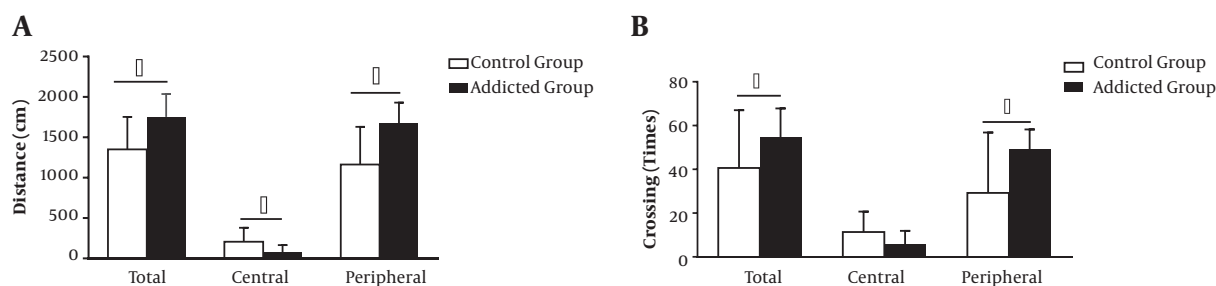 A
Distance (cm)
2500
2000
1500
1000
500
0
▯
▯
▯
Control Group
Addicted Group
Total
Central
Peripheral
B
Crossing (Times)
80
60
40
20
0
▯
▯
Control Group
Addicted Group
Total
Central
Peripheral